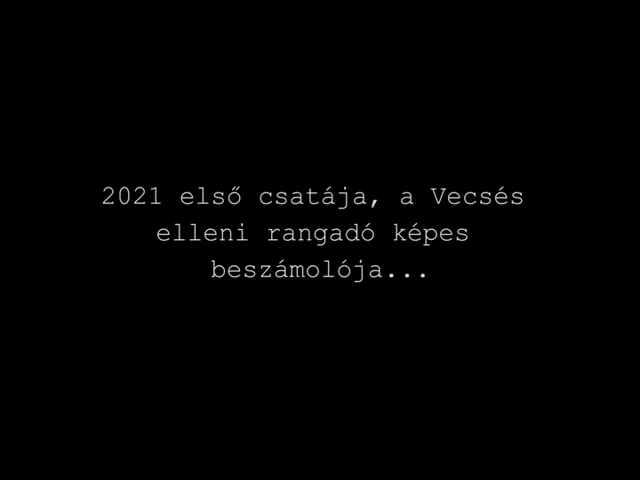 2021 első csatája, a Vecsés
elleni rangadó képes
beszámolója...